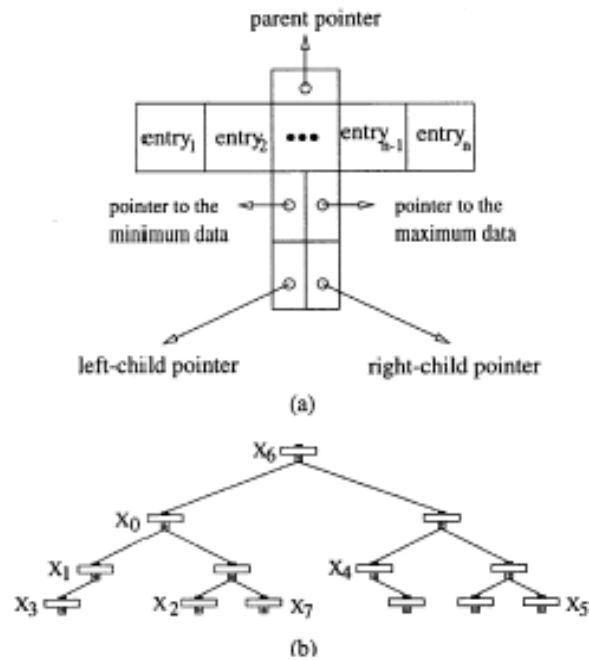 parent pointer
entry1 entry2 ••• entryn-1 entryn
pointer to the minimum data
pointer to the maximum data
left-child pointer
right-child pointer
(a)
X6
X0
X1 X4
X3 X2 X7 X5
(b)